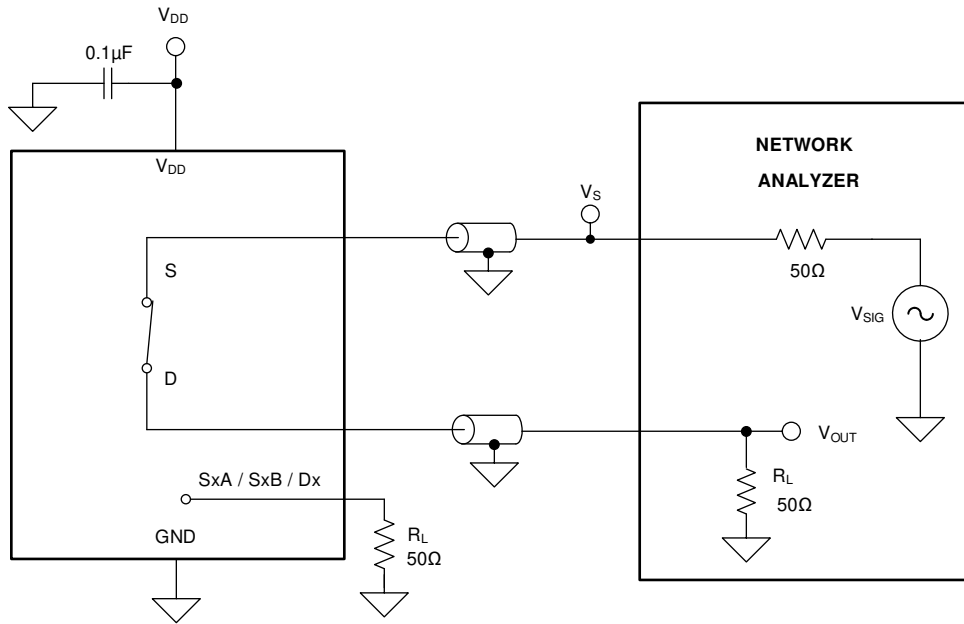 V_DD
0.1µF
V_DD
NETWORK
ANALYZER
V_S
50Ω
S
V_SIG
D
V_OUT
SxA / SxB / Dx
R_L
50Ω
GND
R_L
50Ω